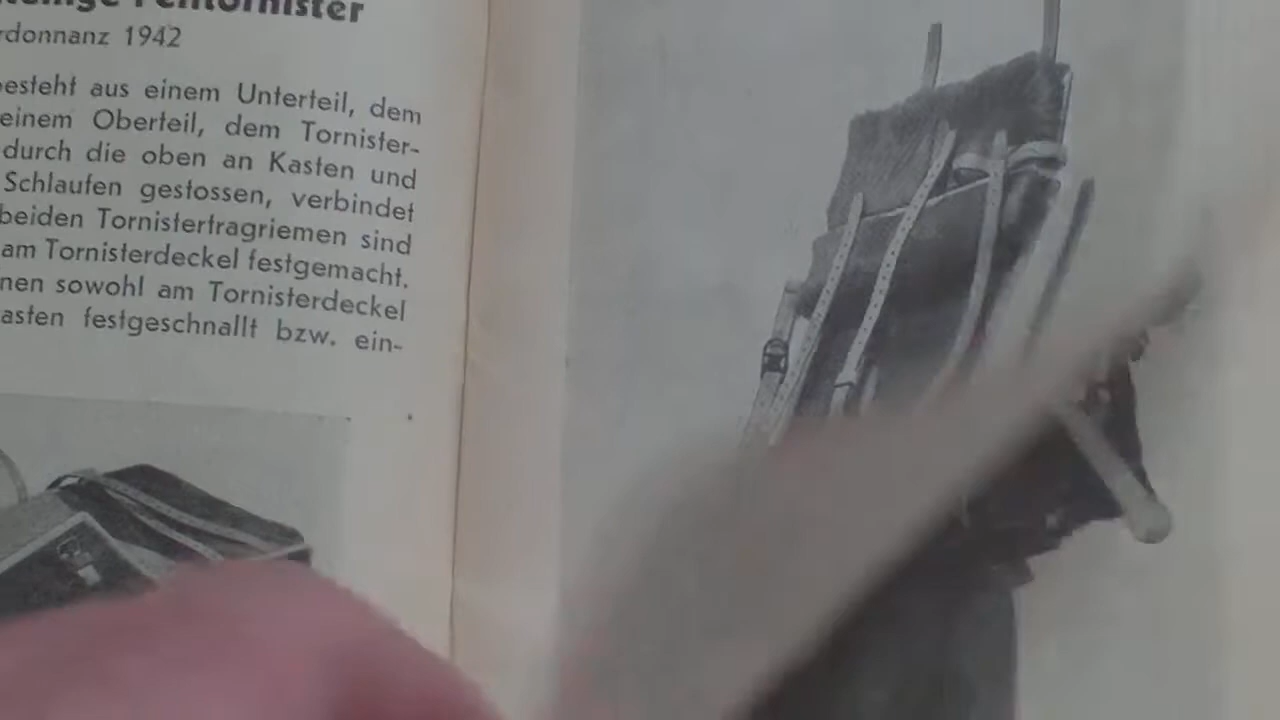 rdonnanz 1942
besteht aus einem Unterteil, dem
einem Oberteil, dem Tornister-
durch die oben an Kasten und
Schlaufen gestossen, verbindet
beiden Tornistertragriemen sind
am Tornisterdeckel festgemacht.
nen sowohl am Tornisterdeckel
asten festgeschnallt bzw. ein-